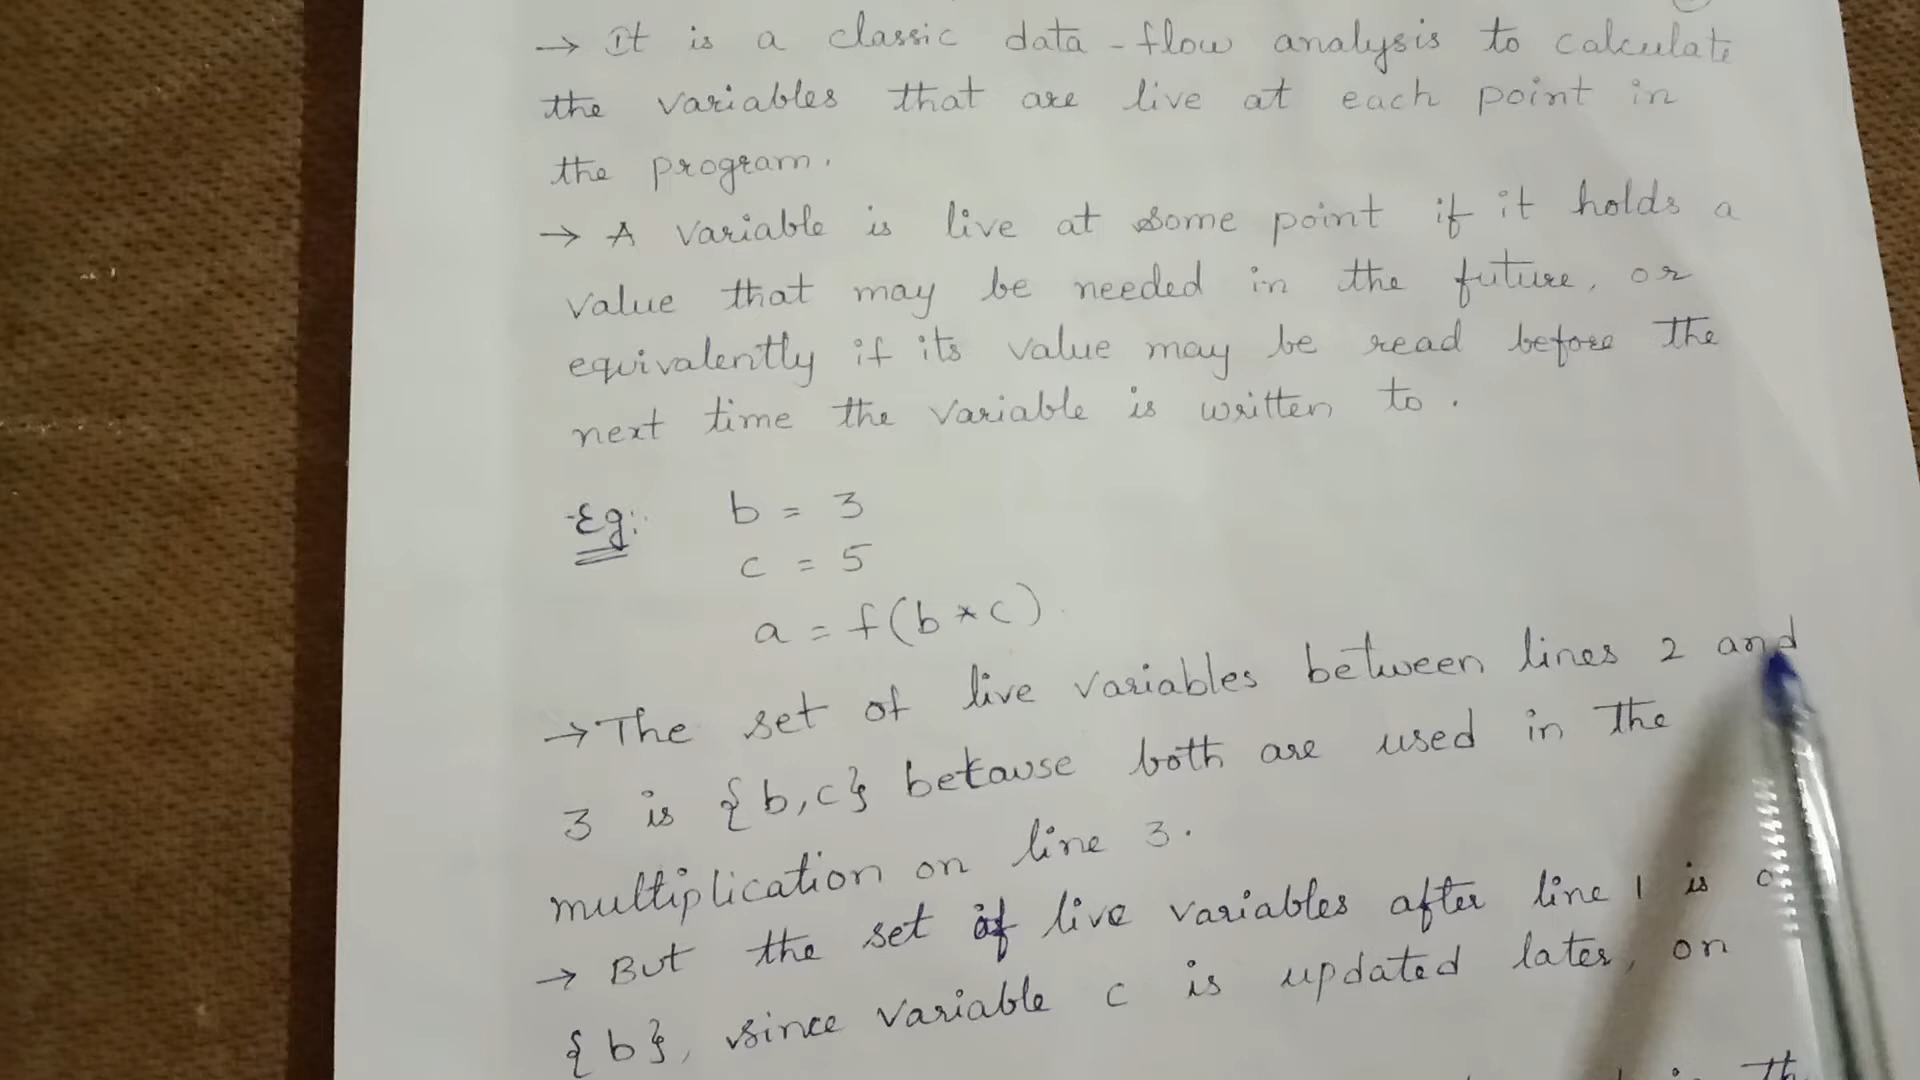 → It is a classic data-flow analysis to calculate
the variables that are live at each point in
the program.
→ A variable is live at some point if it holds a
value that may be needed in the future, or
equivalently if its value may be read before the
next time the variable is written to.
Eg: b = 3
c = 5
a = f(b*c)
→ The set of live variables between lines 2 and
3 is {b,c} because both are used in the
multiplication on line 3.
→ But the set of live variables after line 1 is
{b}, since variable c is updated later, on